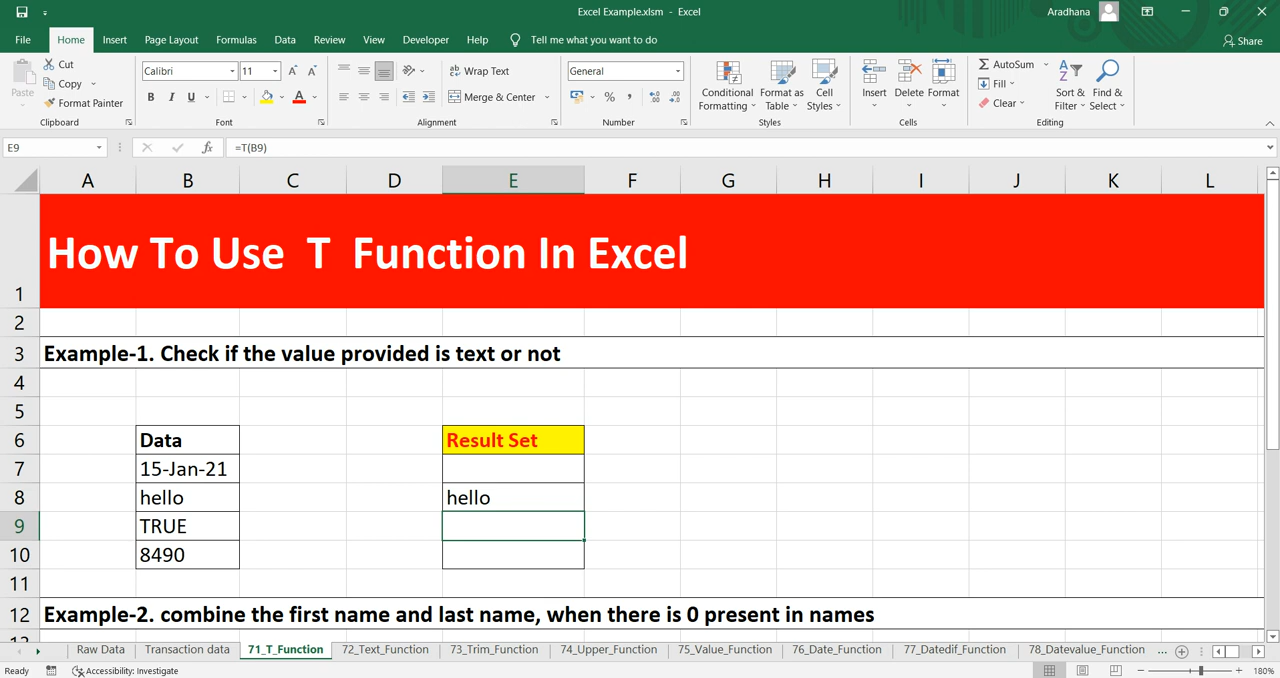 Excel Example.xlsm - Excel
Aradhana
File Home Insert Page Layout Formulas Data Review View Developer Help Tell me what you want to do Share
Paste
Cut
Copy
Format Painter
Clipboard
Calibri 11
B I U A
Font
Wrap Text
Merge & Center
Alignment
General
% ,
Number
Conditional Formatting
Format as Table
Cell Styles
Styles
Insert Delete Format
Cells
AutoSum
Fill
Clear
Sort & Filter
Find & Select
Editing
E9 fx =T(B9)
A B C D E F G H I J K L
1 How To Use T Function In Excel
2
3 Example-1. Check if the value provided is text or not
4
5
6 Data Result Set
7 15-Jan-21
8 hello hello
9 TRUE
10 8490
11
12 Example-2. combine the first name and last name, when there is 0 present in names
Raw Data Transaction data 71_T_Function 72_Text_Function 73_Trim_Function 74_Upper_Function 75_Value_Function 76_Date_Function 77_Datedif_Function 78_Datevalue_Function ...
Ready Accessibility: Investigate 180%